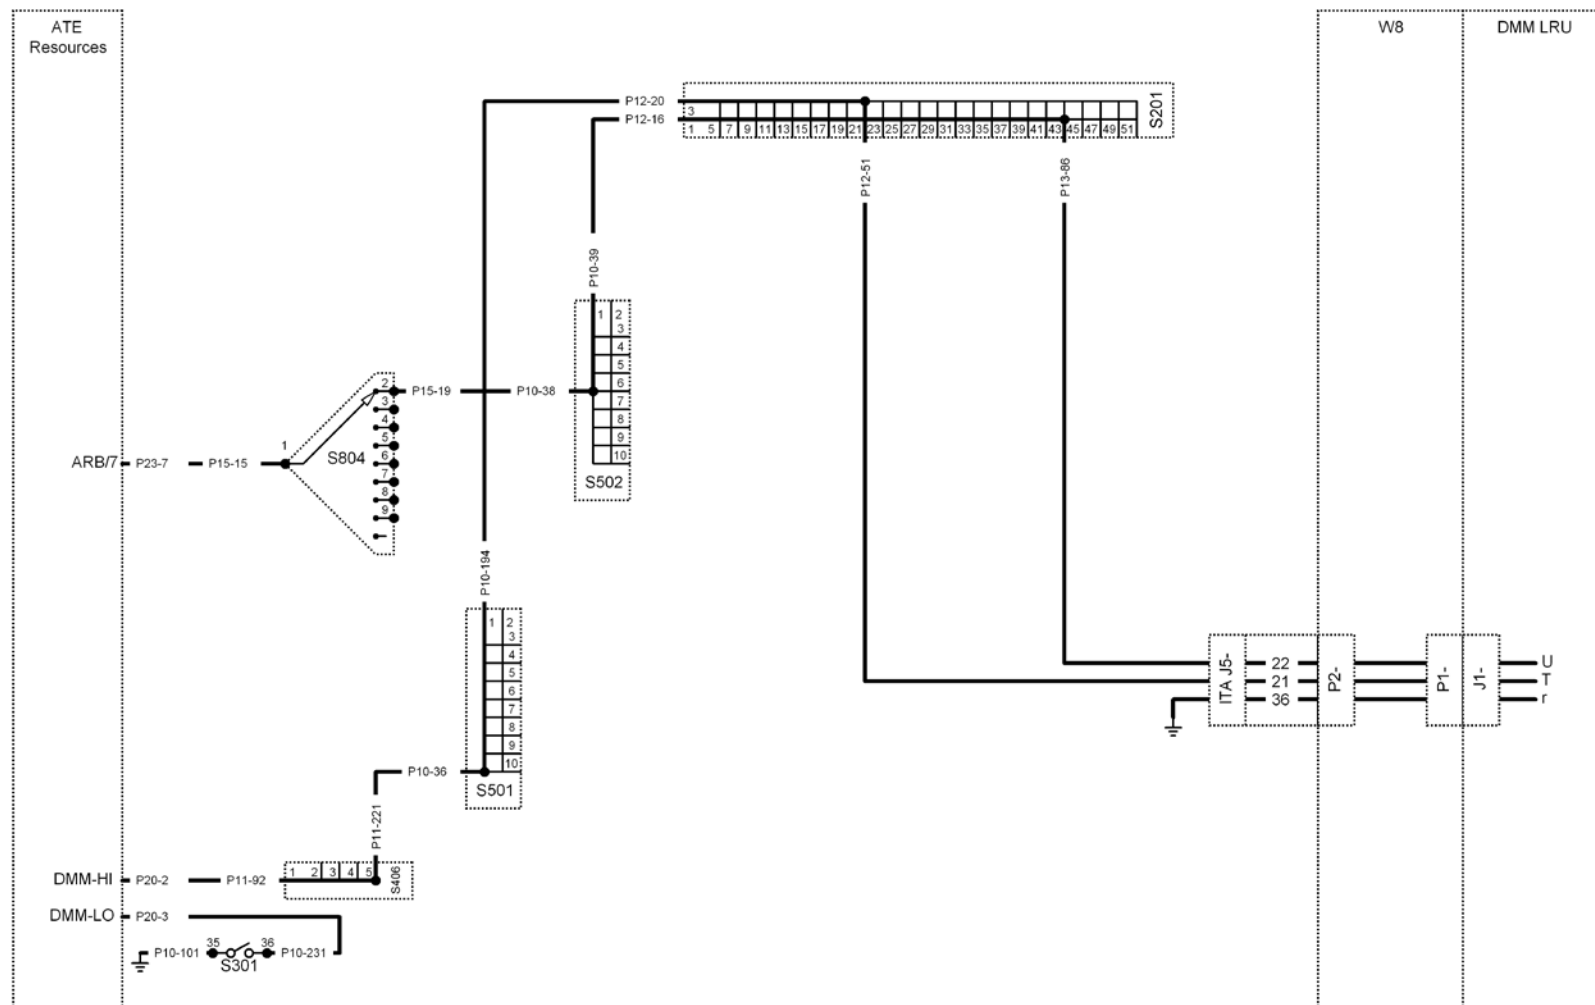 ATE
Resources
W8
DMM LRU
P12-20
3
P12-16
1 5 7 9 11 13 15 17 19 21 23 25 27 29 31 33 35 37 39 41 43 45 47 49 51
S201
P12-51
P13-86
P10-39
1 2
3
4
5
6
7
8
9
10
S502
P15-19
P10-38
2
3
4
5
6
7
8
9
1
S804
ARB/7
P23-7
P15-15
P10-194
1 2
3
4
5
6
7
8
9
10
S501
ITA J5-
22
21
36
P2-
P1-
J1-
U
T
r
P10-36
P11-221
DMM-HI
P20-2
P11-92
1 2 3 4 5
S406
DMM-LO
P20-3
P10-101
35
36
P10-231
S301